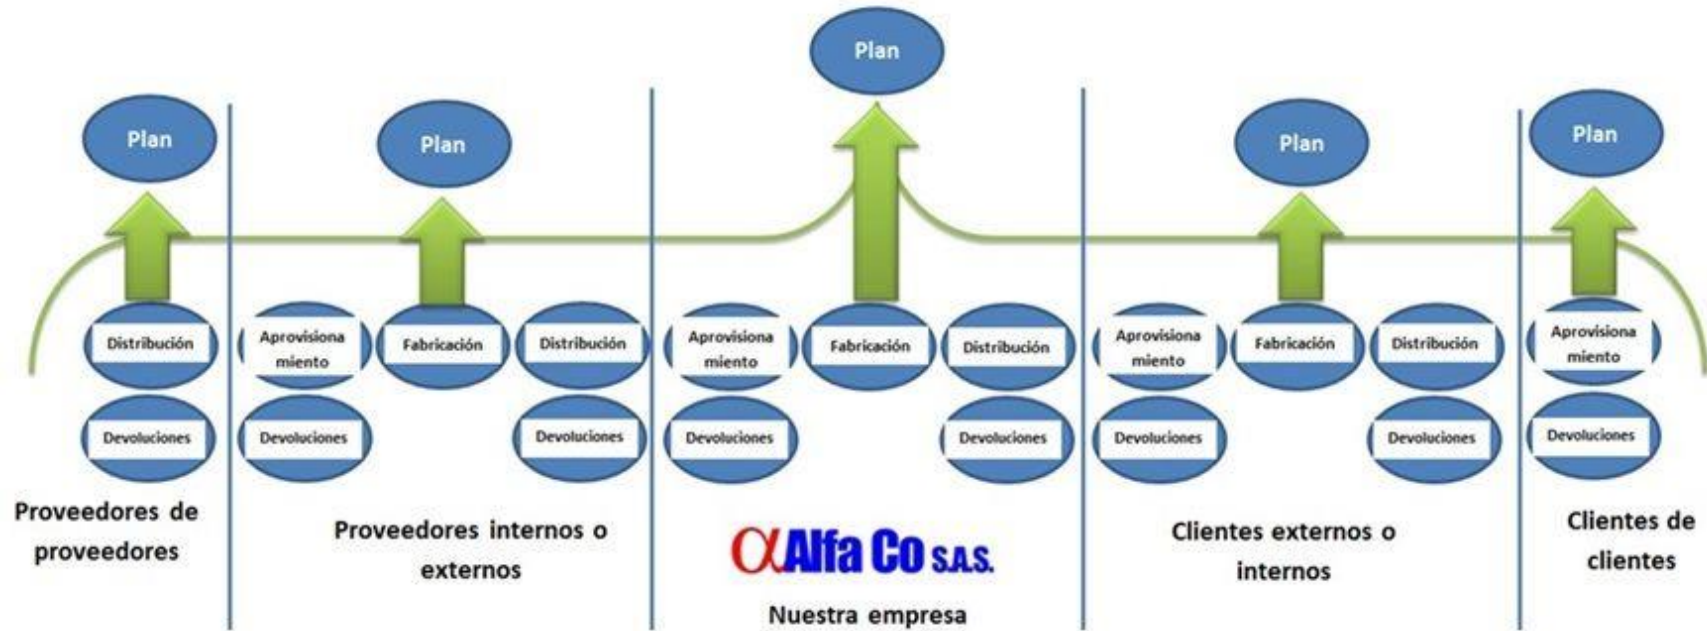 Plan
Plan
Plan
Plan
Plan
Distribución
Aprovisiona
miento
Fabricación
Distribución
Aprovisiona
miento
Fabricación
Distribución
Aprovisiona
miento
Fabricación
Distribución
Aprovisiona
miento
Devoluciones
Devoluciones
Devoluciones
Devoluciones
Devoluciones
Devoluciones
Devoluciones
Devoluciones
Proveedores de
proveedores
Proveedores internos o
externos
αAlfa Co S.A.S.
Nuestra empresa
Clientes externos o
internos
Clientes de
clientes